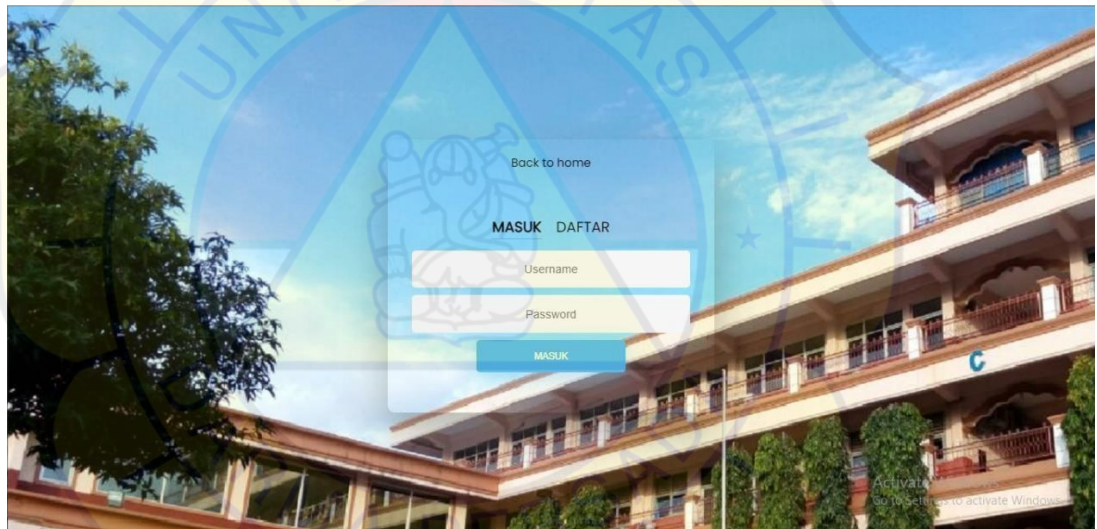 Back to home
MASUK DAFTAR
Username
Password
MASUK
C
Activate Windows
Go to Settings to activate Windows.